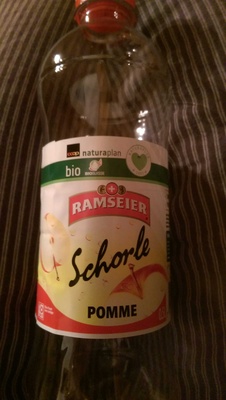 naturaplan
bio
RAMSEIER
Schorle
POMME